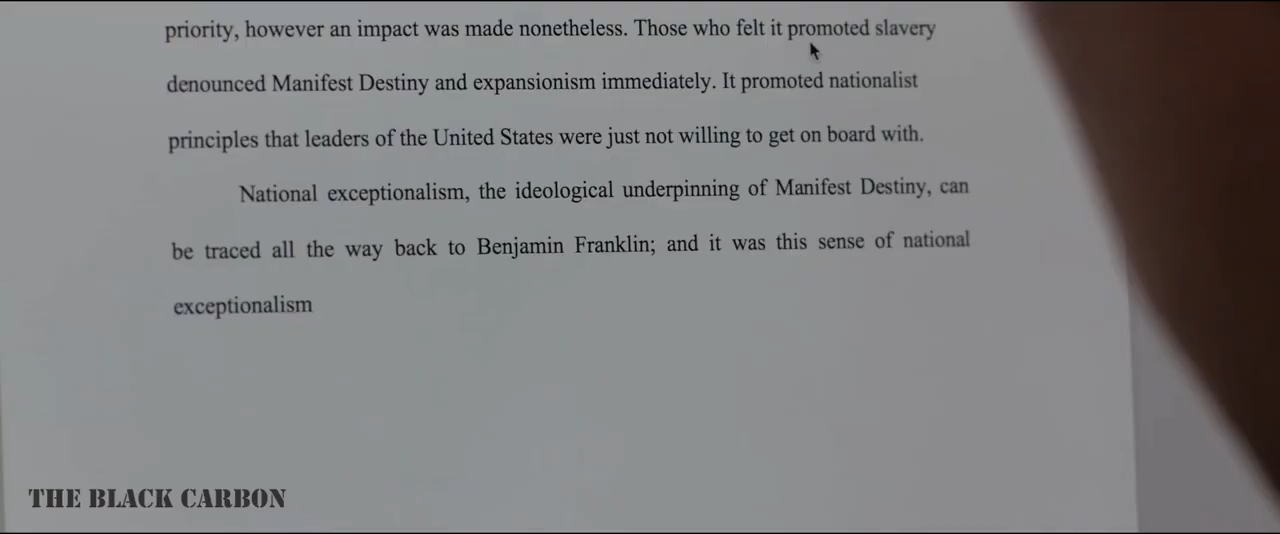 priority, however an impact was made nonetheless. Those who felt it promoted slavery
denounced Manifest Destiny and expansionism immediately. It promoted nationalist
principles that leaders of the United States were just not willing to get on board with.
National exceptionalism, the ideological underpinning of Manifest Destiny, can
be traced all the way back to Benjamin Franklin; and it was this sense of national
exceptionalism
THE BLACK CARBON